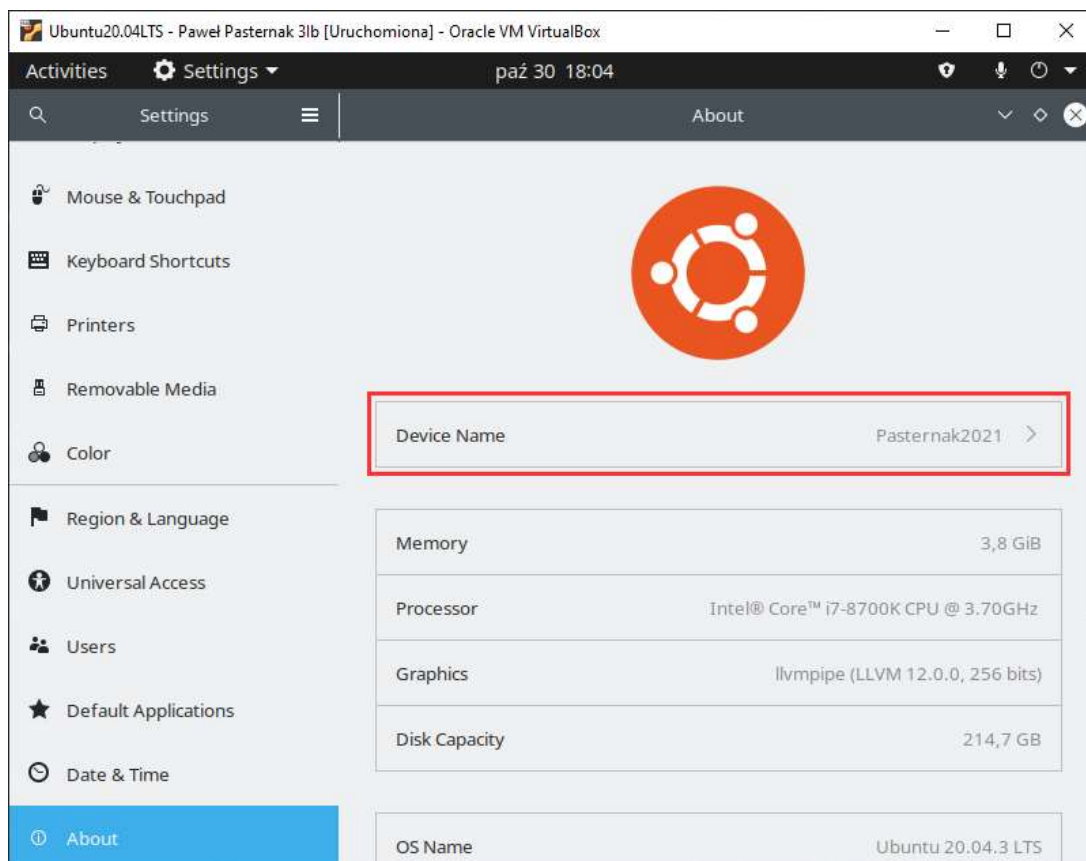 Ubuntu20.04LTS - Paweł Pasternak 3lb [Uruchomiona] - Oracle VM VirtualBox
Activities Settings paź 30 18:04
Settings About
Mouse & Touchpad
Keyboard Shortcuts
Printers
Removable Media
Color
Region & Language
Universal Access
Users
Default Applications
Date & Time
About
Device Name Pasternak2021
Memory 3,8 GiB
Processor Intel® Core™ i7-8700K CPU @ 3.70GHz
Graphics llvmpipe (LLVM 12.0.0, 256 bits)
Disk Capacity 214,7 GB
OS Name Ubuntu 20.04.3 LTS